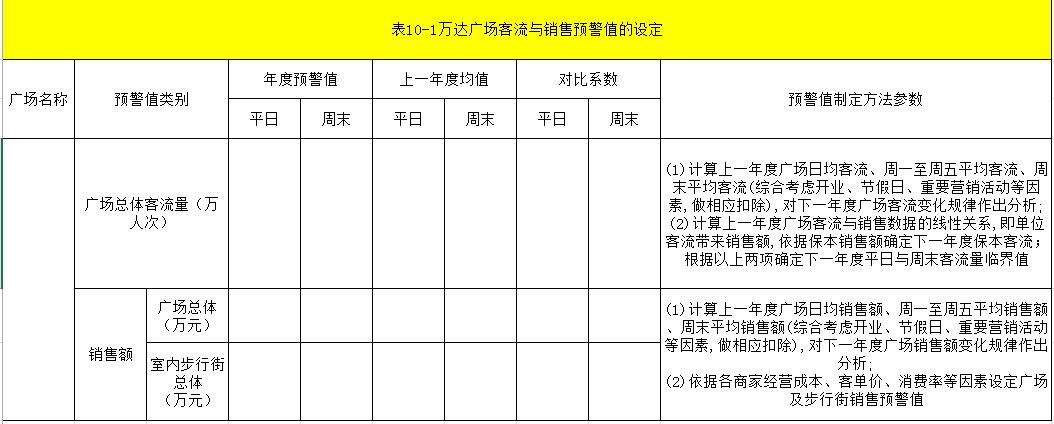 表10-1万达广场客流与销售预警值的设定
广场名称
预警值类别
年度预警值
上一年度均值
对比系数
预警值制定方法参数
平日
周末
平日
周末
平日
周末
广场总体客流量（万
人次）
(1)计算上一年度广场日均客流、周一至周五平均客流、周
末平均客流(综合考虑开业、节假日、重要营销活动等因
素,做相应扣除),对下一年度广场客流变化规律作出分析;
(2)计算上一年度广场客流与销售数据的线性关系,即单位
客流带来销售额,依据保本销售额确定下一年度保本客流；
根据以上两项确定下一年度平日与周末客流量临界值
销售额
广场总体
（万元）
室内步行街
总体
（万元）
(1)计算上一年度广场日均销售额、周一至周五平均销售额
、周末平均销售额(综合考虑开业、节假日、重要营销活动
等因素,做相应扣除),对下一年度广场销售额变化规律作出
分析;
(2)依据各商家经营成本、客单价、消费率等因素设定广场
及步行街销售预警值